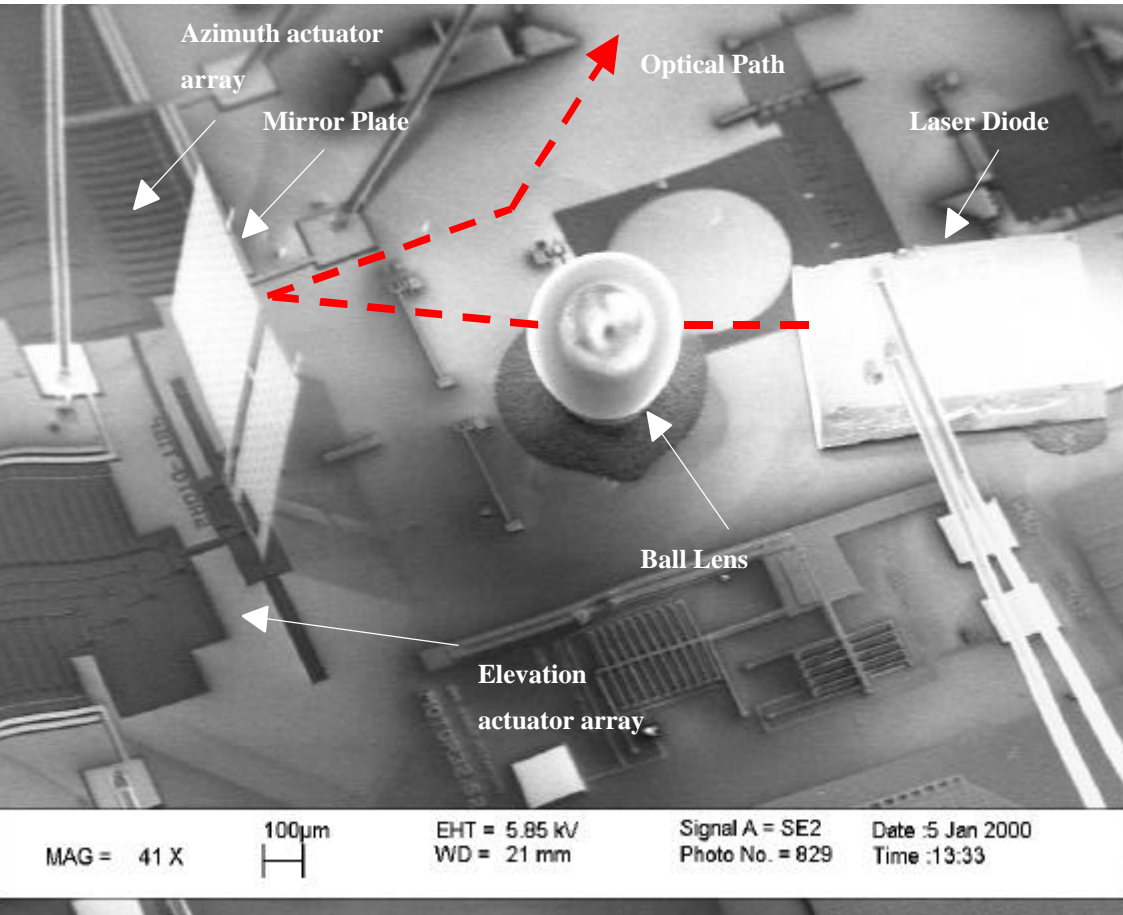 Azimuth actuator
array
Optical Path
Mirror Plate
Laser Diode
Ball Lens
Elevation
actuator array
100µm
MAG = 41 X
EHT = 5.85 kV
WD = 21 mm
Signal A = SE2
Photo No. = 829
Date :5 Jan 2000
Time :13:33